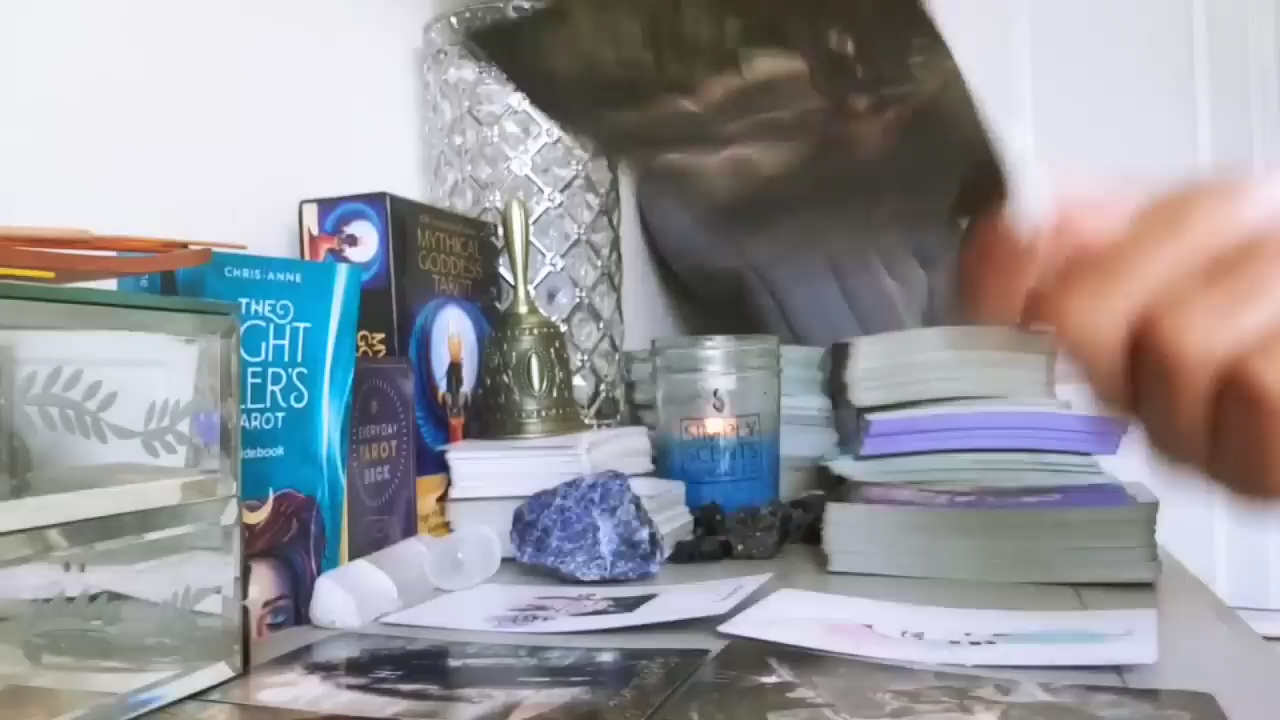 CHRIS-ANNE
THE
GHT
LER'S
AROT
idebook
MYTHICAL
GODDESS
TAROT
EVERYDAY
TAROT
DECK
SIMPLY
SCENTS